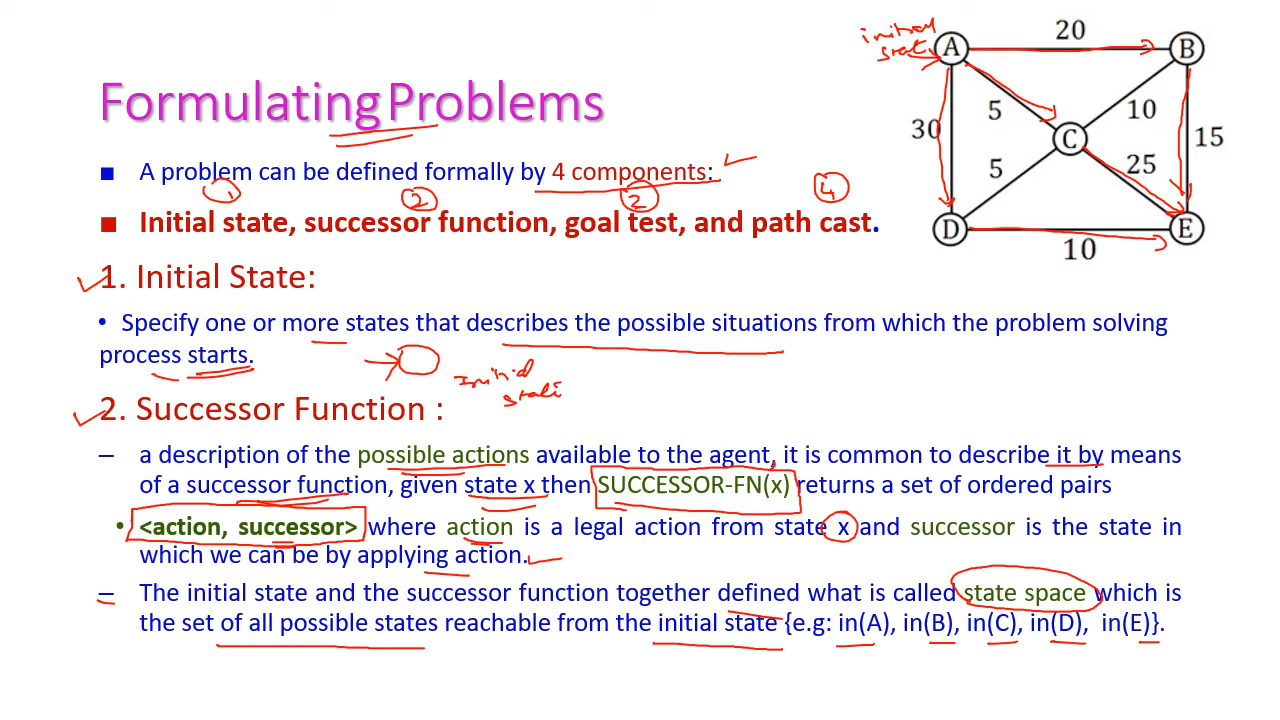 initial
state
A
20
B
Formulating Problems
5
10
30
C
15
25
■ A problem can be defined formally by 4 components:
5
1 2 2 4
■ Initial state, successor function, goal test, and path cast.
D
E
10
1. Initial State:
• Specify one or more states that describes the possible situations from which the problem solving
process starts.
Initial
state
2. Successor Function :
– a description of the possible actions available to the agent, it is common to describe it by means
of a successor function, given state x then SUCCESSOR-FN(x) returns a set of ordered pairs
• <action, successor> where action is a legal action from state x and successor is the state in
which we can be by applying action.
– The initial state and the successor function together defined what is called state space which is
the set of all possible states reachable from the initial state {e.g: in(A), in(B), in(C), in(D), in(E)}.